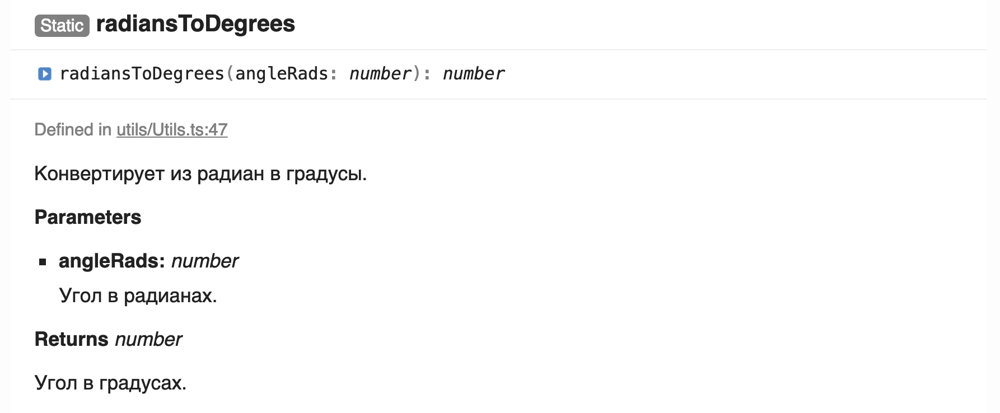 Static radiansToDegrees
radiansToDegrees(angleRads: number): number
Defined in utils/Utils.ts:47
Конвертирует из радиан в градусы.
Parameters
angleRads: number
Угол в радианах.
Returns number
Угол в градусах.